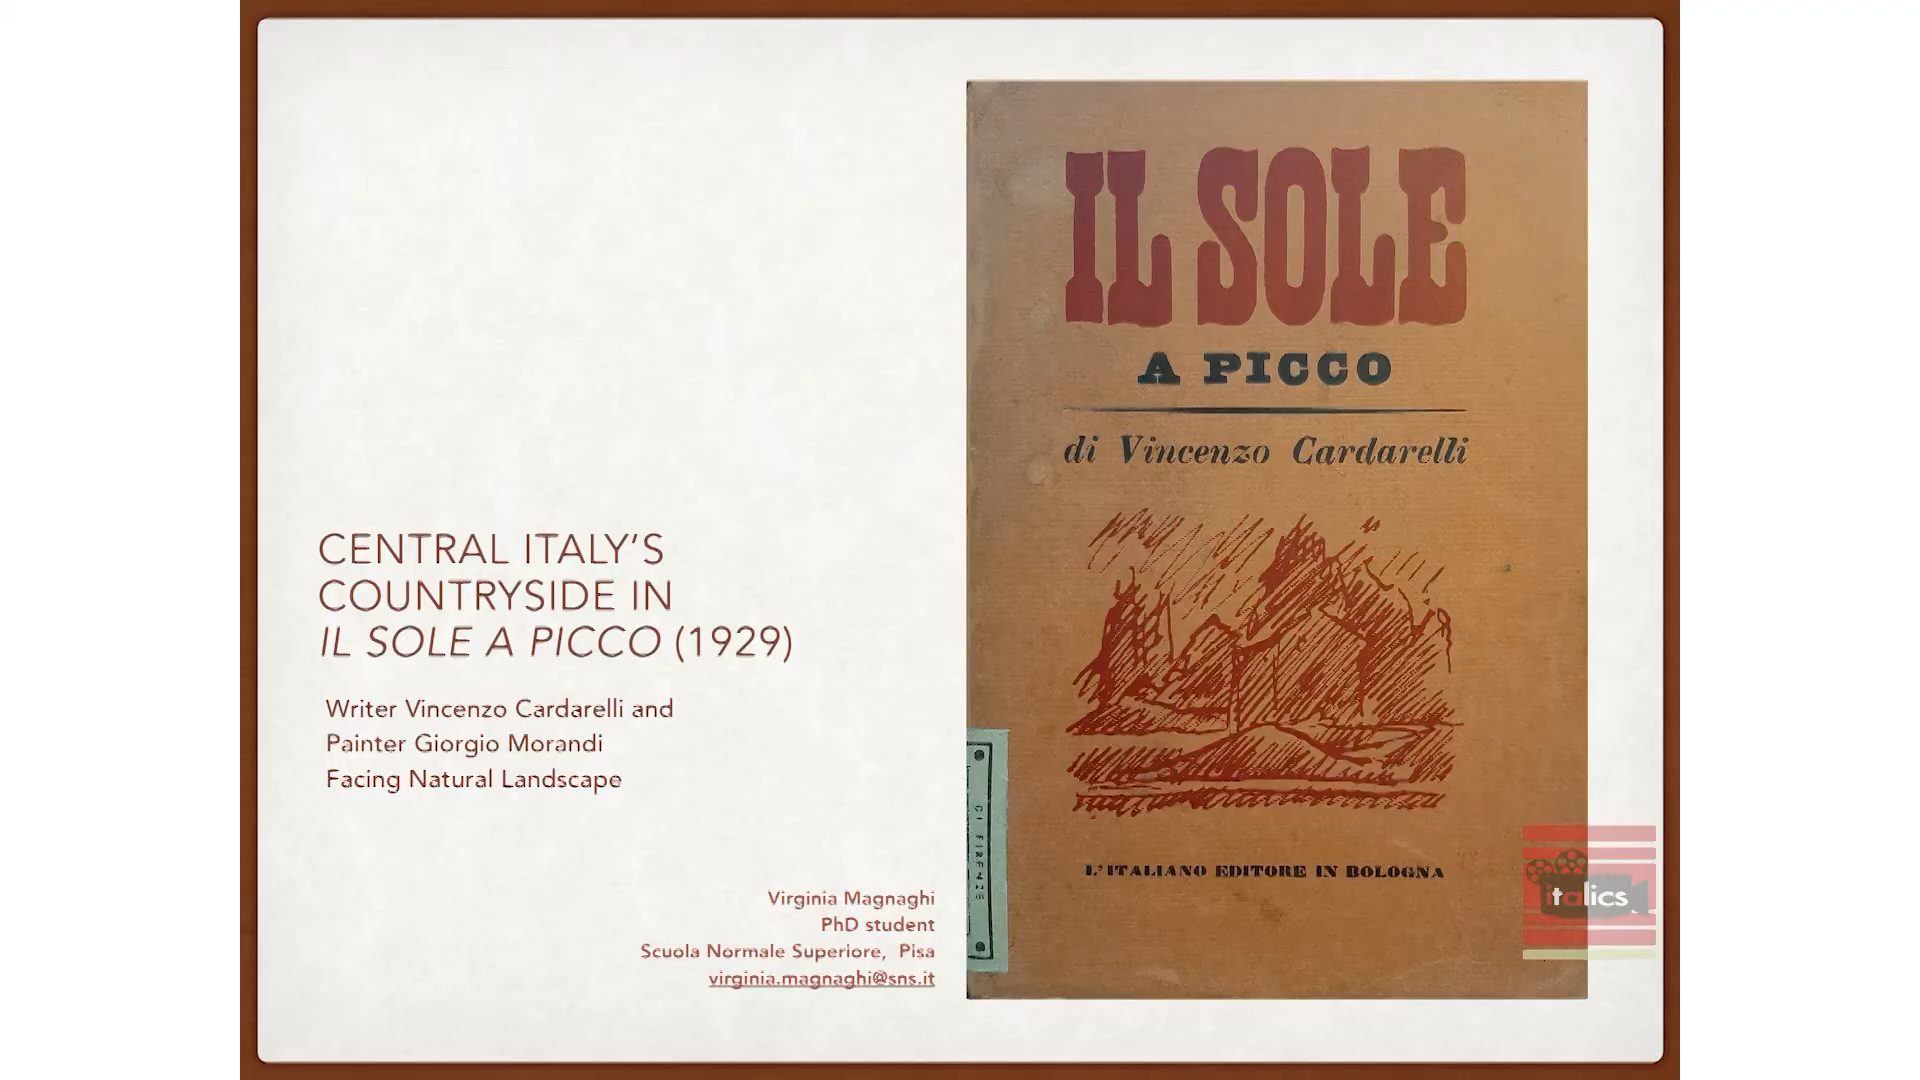 CENTRAL ITALY'S
COUNTRYSIDE IN
IL SOLE A PICCO (1929)
Writer Vincenzo Cardarelli and
Painter Giorgio Morandi
Facing Natural Landscape
Virginia Magnaghi
PhD student
Scuola Normale Superiore, Pisa
virginia.magnaghi@sns.it
IL SOLE
A PICCO
di Vincenzo Cardarelli
L'ITALIANO EDITORE IN BOLOGNA
CI FIRENZE
italics